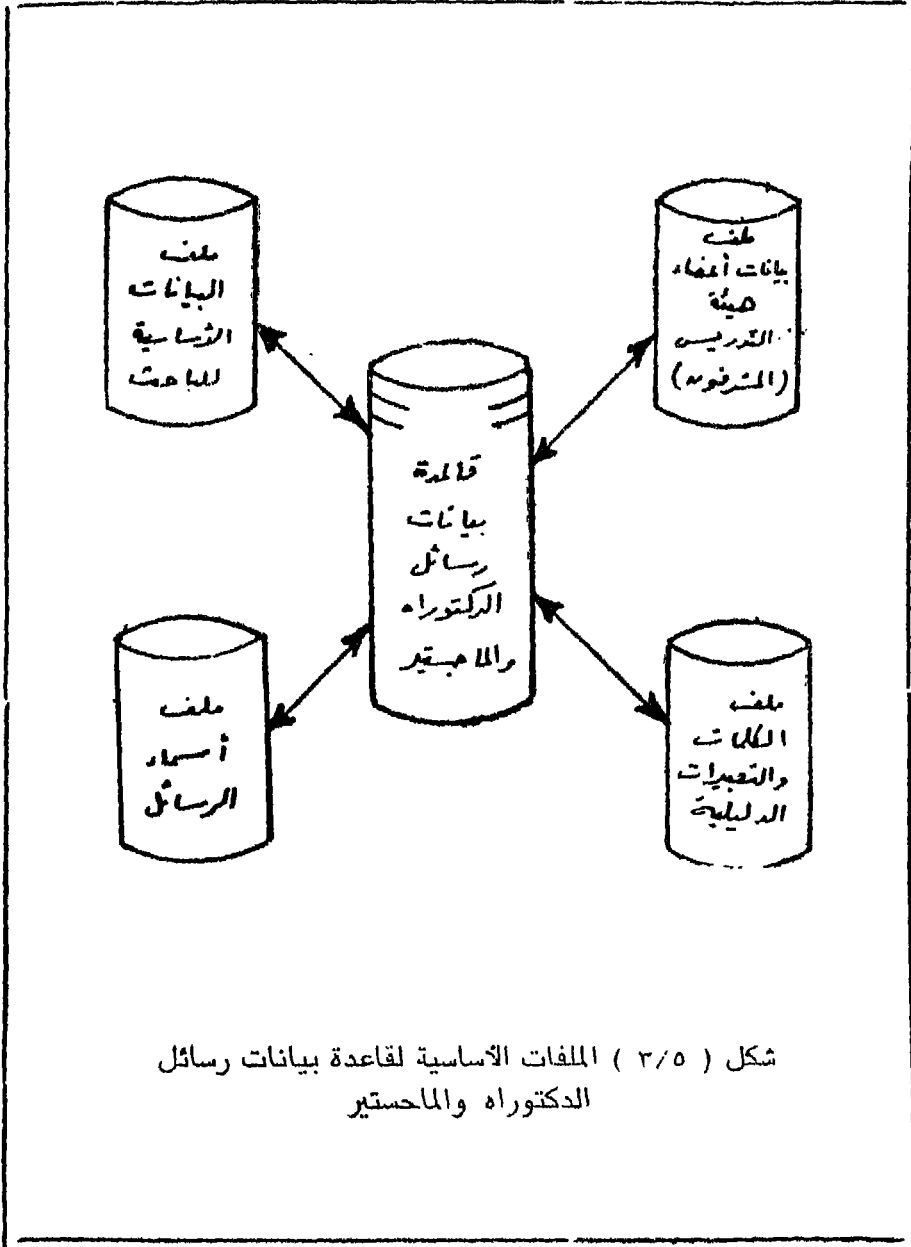 ملف
البيانات
الأساسية
للباحث
ملف
بيانات أعضاء
هيئة
التدريس
(المشرفون)
قاعدة
بيانات
رسائل
الدكتوراه
والماجستير
ملف
أسماء
الرسائل
ملف
الكلمات
والتعبيرات
الدليلية
شكل ( ٣/٥ ) الملفات الأساسية لقاعدة بيانات رسائل
الدكتوراه والماحستير